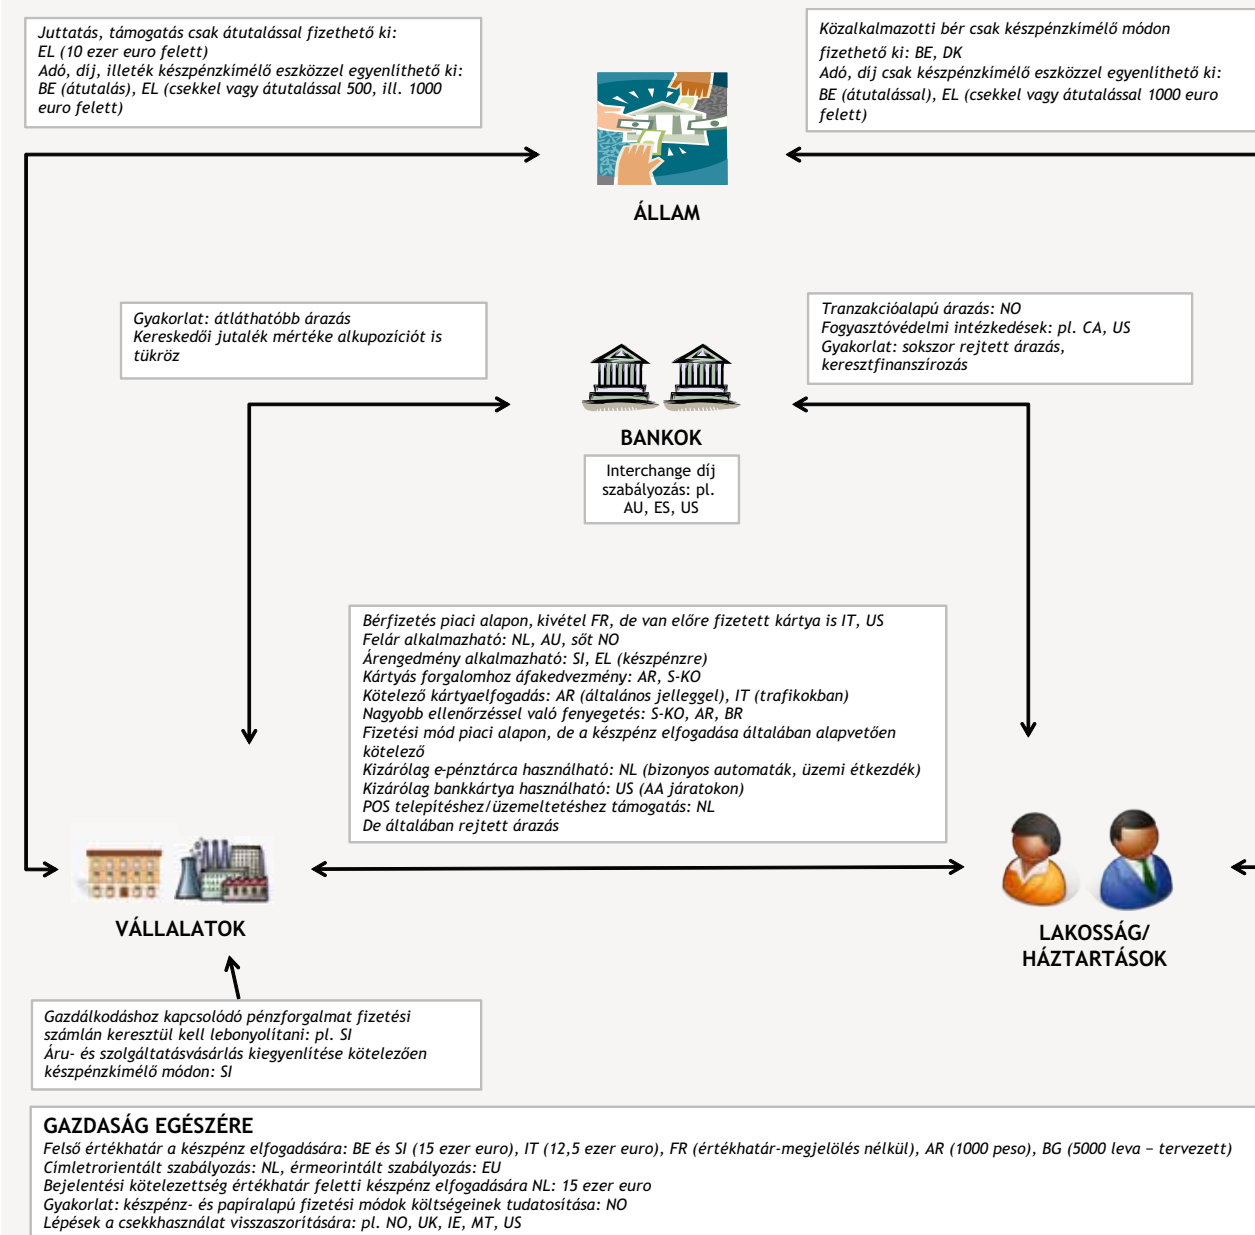 Juttatás, támogatás csak átutalással fizethető ki:
EL (10 ezer euro felett)
Adó, díj, illeték készpénzkímélő eszközzel egyenlíthető ki:
BE (átutalás), EL (csekkel vagy átutalással 500, ill. 1000
euro felett)
Közalkalmazotti bér csak készpénzkímélő módon
fizethető ki: BE, DK
Adó, díj csak készpénzkímélő eszközzel egyenlíthető ki:
BE (átutalással), EL (csekkel vagy átutalással 1000 euro
felett)
ÁLLAM
Gyakorlat: átláthatóbb árazás
Kereskedői jutalék mértéke alkupozíciót is
tükröz
Tranzakcióalapú árazás: NO
Fogyasztóvédelmi intézkedések: pl. CA, US
Gyakorlat: sokszor rejtett árazás,
keresztfinanszírozás
BANKOK
Interchange díj
szabályozás: pl.
AU, ES, US
Bérfizetés piaci alapon, kivétel FR, de van előre fizetett kártya is IT, US
Felár alkalmazható: NL, AU, sőt NO
Árengedmény alkalmazható: SI, EL (készpénzre)
Kártyás forgalomhoz áfakedvezmény: AR, S-KO
Kötelező kártyaelfogadás: AR (általános jelleggel), IT (trafikokban)
Nagyobb ellenőrzéssel való fenyegetés: S-KO, AR, BR
Fizetési mód piaci alapon, de a készpénz elfogadása általában alapvetően
kötelező
Kizárólag e-pénztárca használható: NL (bizonyos automaták, üzemi étkezdék)
Kizárólag bankkártya használható: US (AA járatokon)
POS telepítéshez/üzemeltetéshez támogatás: NL
De általában rejtett árazás
VÁLLALATOK
LAKOSSÁG/
HÁZTARTÁSOK
Gazdálkodáshoz kapcsolódó pénzforgalmat fizetési
számlán keresztül kell lebonyolítani: pl. SI
Áru- és szolgáltatásvásárlás kiegyenlítése kötelezően
készpénzkímélő módon: SI
GAZDASÁG EGÉSZÉRE
Felső értékhatár a készpénz elfogadására: BE és SI (15 ezer euro), IT (12,5 ezer euro), FR (értékhatár-megjelölés nélkül), AR (1000 peso), BG (5000 leva – tervezett)
Címletrorientált szabályozás: NL, érmeorintált szabályozás: EU
Bejelentési kötelezettség értékhatár feletti készpénz elfogadására NL: 15 ezer euro
Gyakorlat: készpénz- és papíralapú fizetési módok költségeinek tudatosítása: NO
Lépések a csekkhasználat visszaszorítására: pl. NO, UK, IE, MT, US